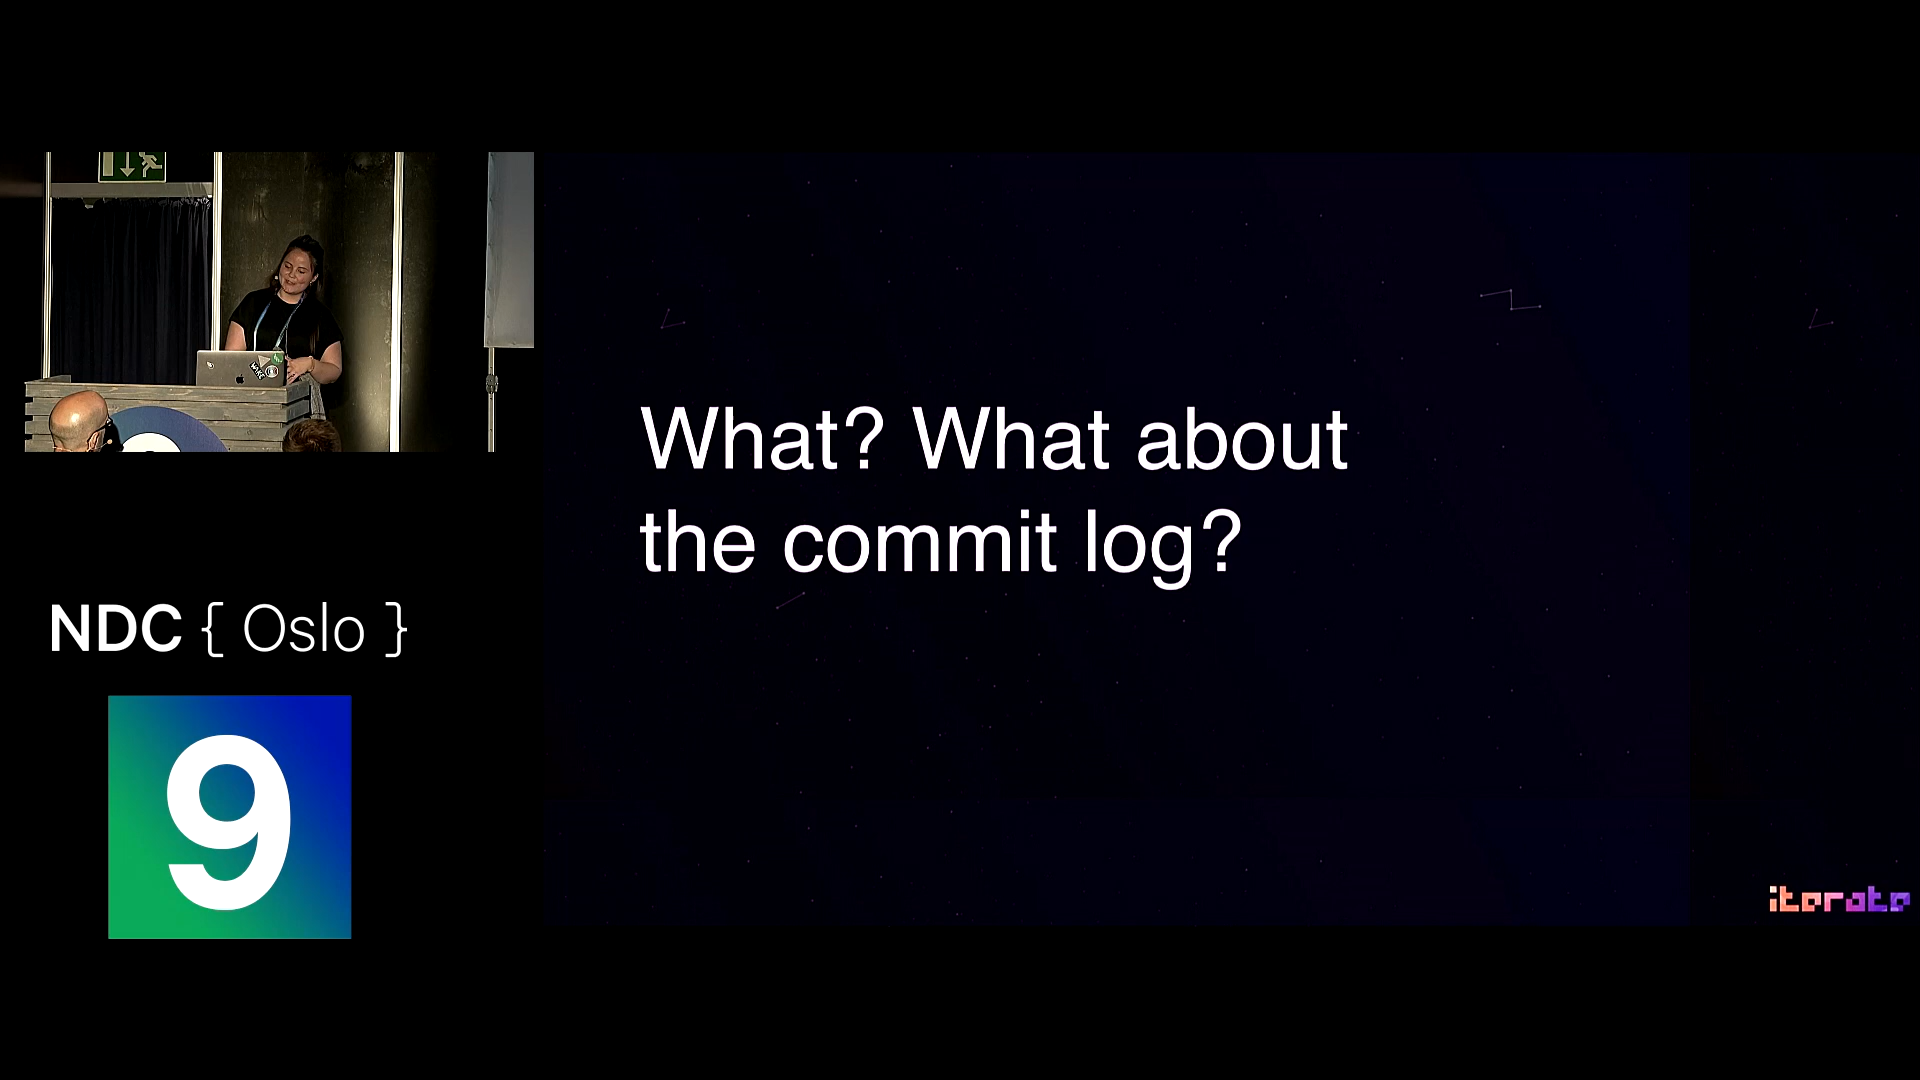 What? What about
the commit log?
NDC { Oslo }
9
iterate